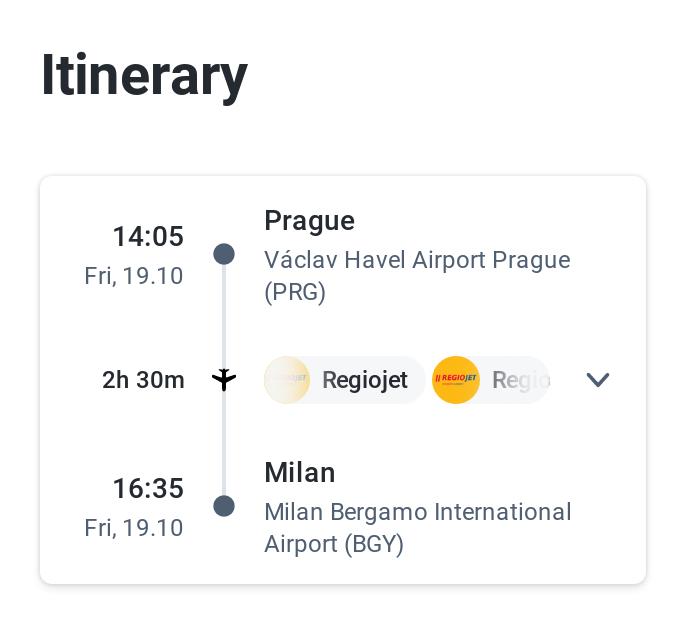 Itinerary
14:05
Fri, 19.10
Prague
Václav Havel Airport Prague
(PRG)
2h 30m
Regiojet
REGIOJET
Regio
16:35
Fri, 19.10
Milan
Milan Bergamo International
Airport (BGY)